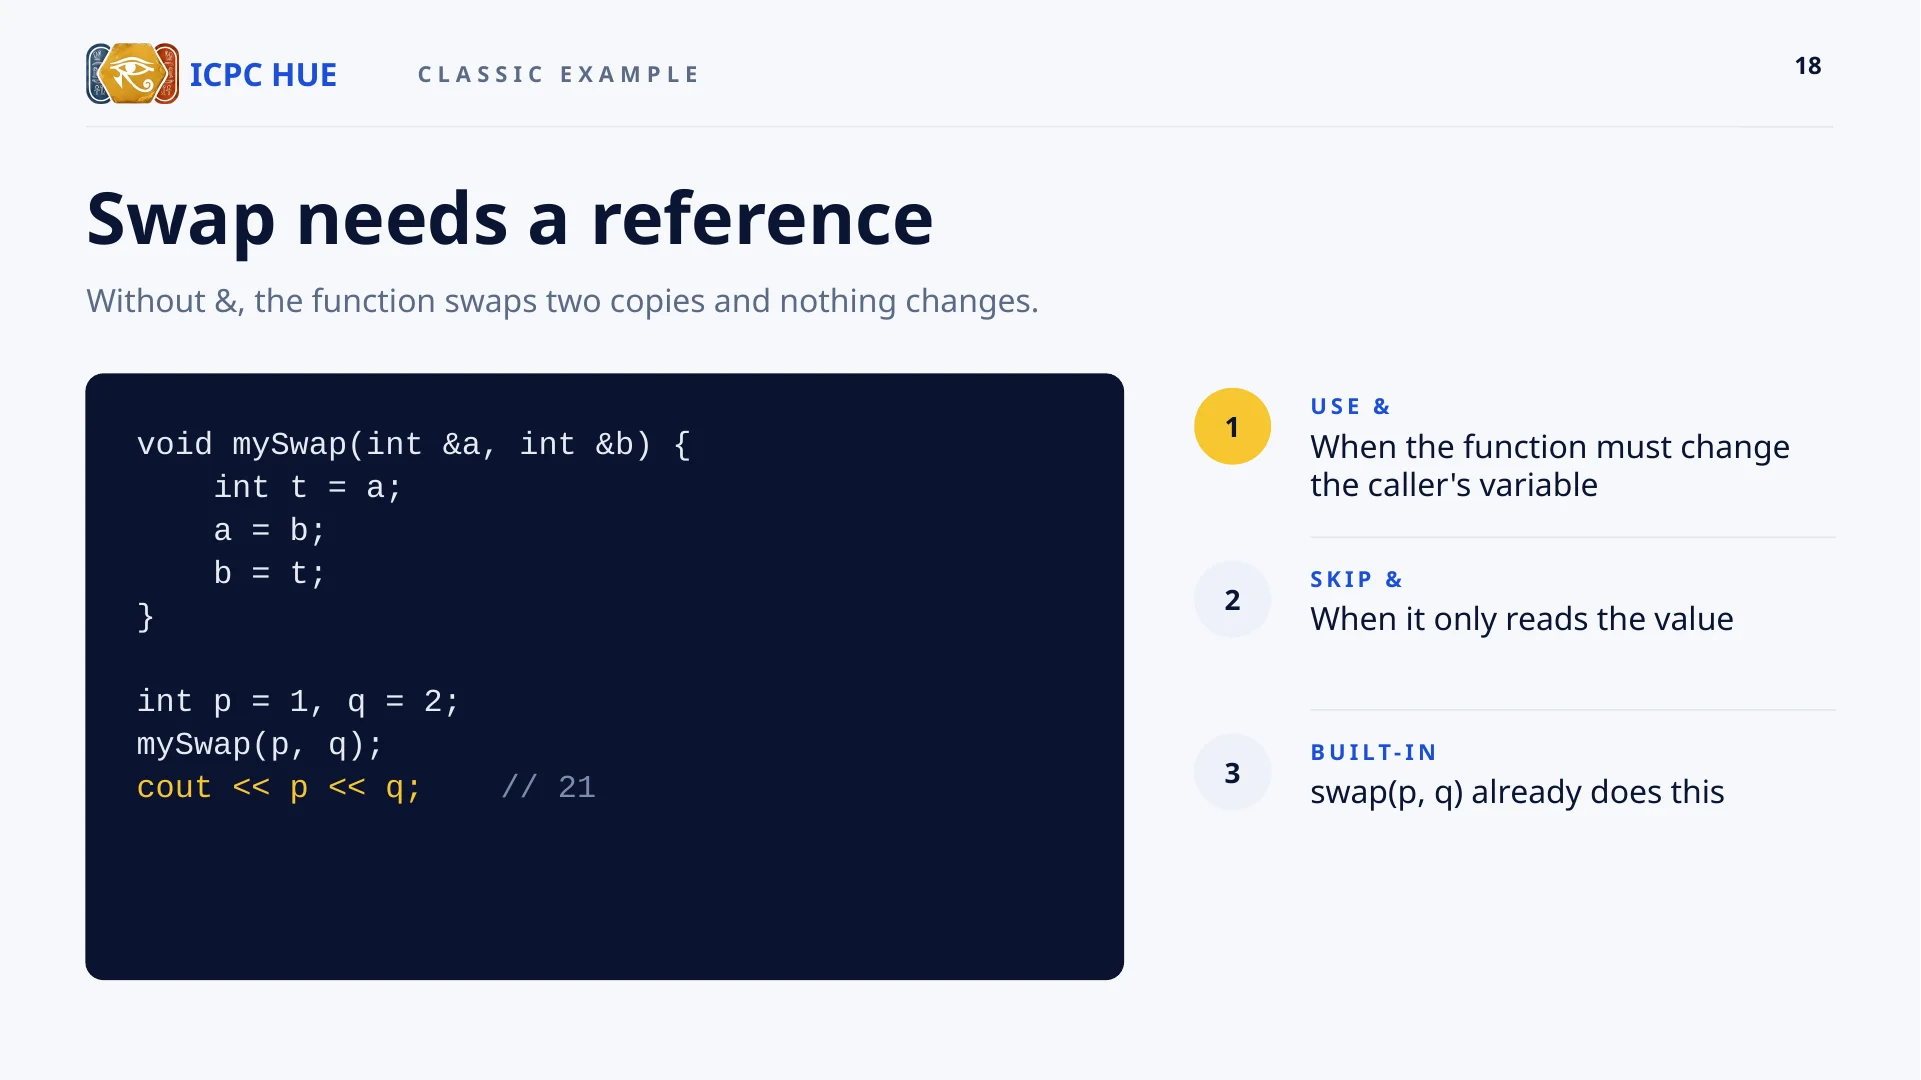 ICPC HUE
CLASSIC EXAMPLE
18
Swap needs a reference
Without &, the function swaps two copies and nothing changes.
void mySwap(int &a, int &b) {
    int t = a;
    a = b;
    b = t;
}
int p = 1, q = 2;
mySwap(p, q);
cout << p << q;    // 21
1
USE &
When the function must change
the caller's variable
2
SKIP &
When it only reads the value
3
BUILT-IN
swap(p, q) already does this